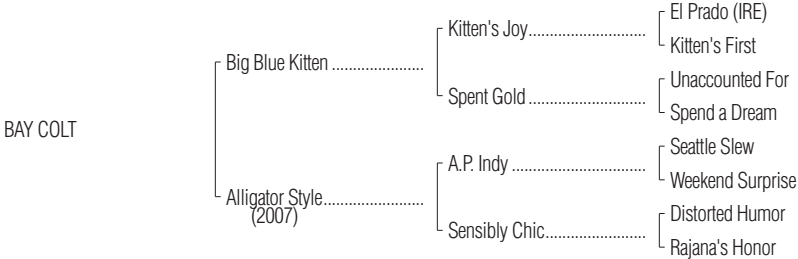 El Prado (IRE)
Kitten's Joy..............................
Kitten's First
Big Blue Kitten .......................
Unaccounted For
Spent Gold ..............................
Spend a Dream
BAY COLT
Seattle Slew
A.P. Indy ..................................
Weekend Surprise
Alligator Style..........................
(2007)
Distorted Humor
Sensibly Chic..........................
Rajana's Honor